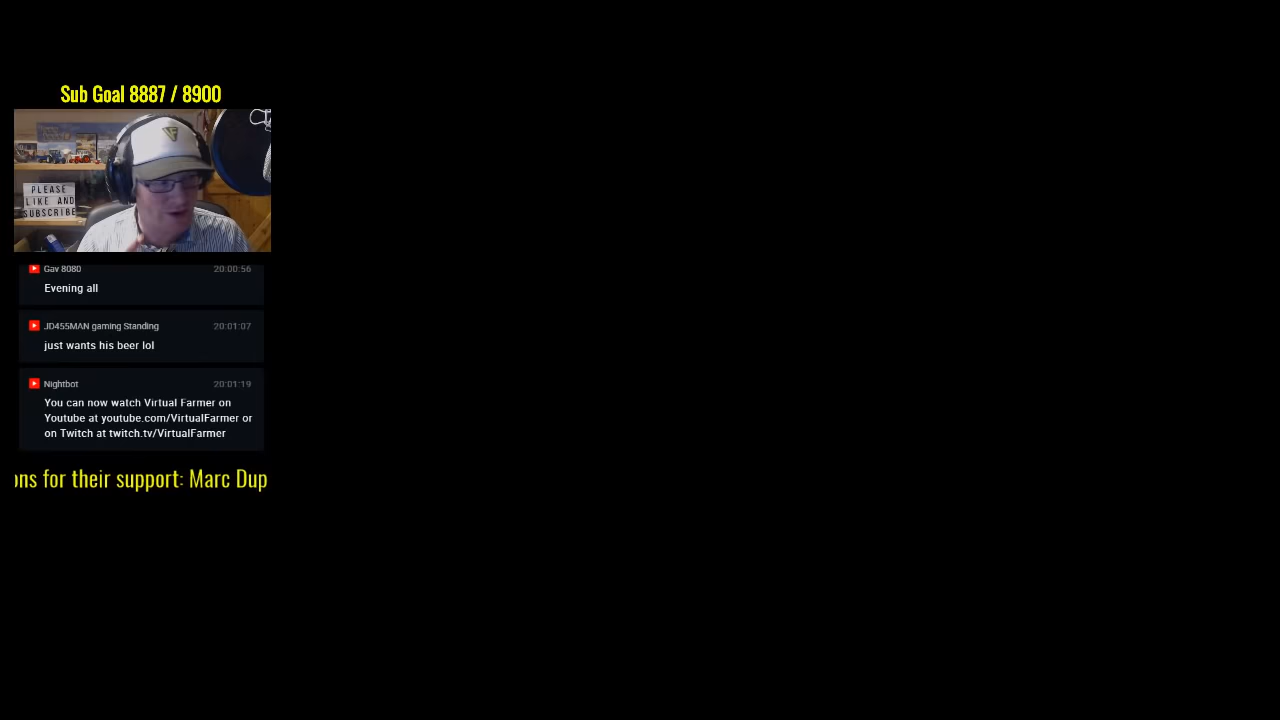 Sub Goal 8887 / 8900
PLEASE
LIKE AND
SUBSCRIBE
Gav 8080 20:00:56
Evening all
JD455MAN gaming Standing 20:01:07
just wants his beer lol
Nightbot 20:01:19
You can now watch Virtual Farmer on
Youtube at youtube.com/VirtualFarmer or
on Twitch at twitch.tv/VirtualFarmer
ons for their support: Marc Dup